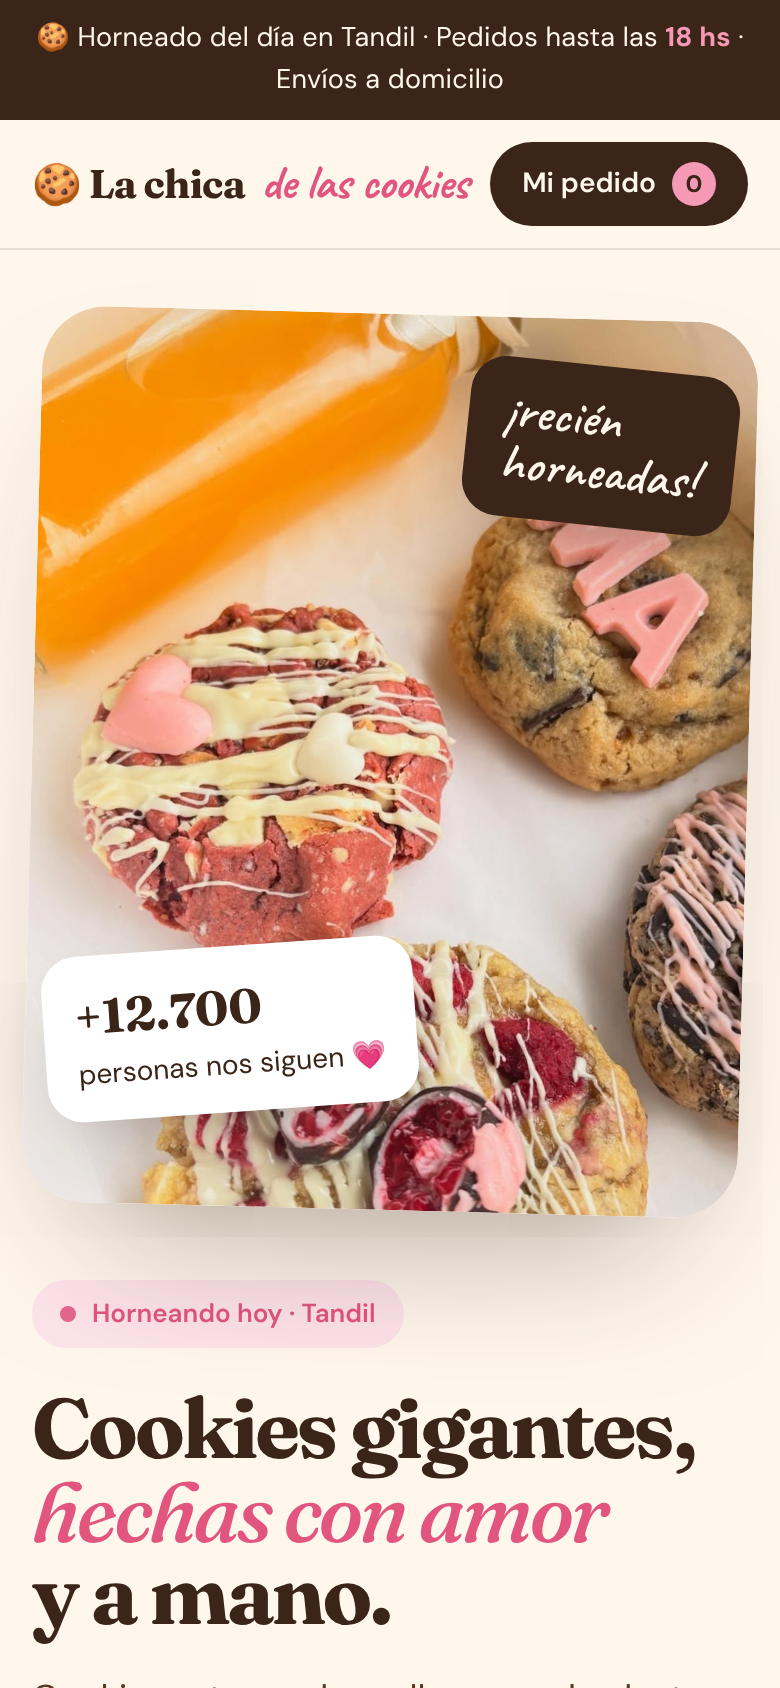 🍪 Horneado del día en Tandil · Pedidos hasta las 18 hs ·
Envíos a domicilio
🍪 La chica de las cookies
Mi pedido 0
¡recién
horneadas!
MA
+12.700
personas nos siguen 💗
Horneando hoy · Tandil
Cookies gigantes,
hechas con amor
y a mano.